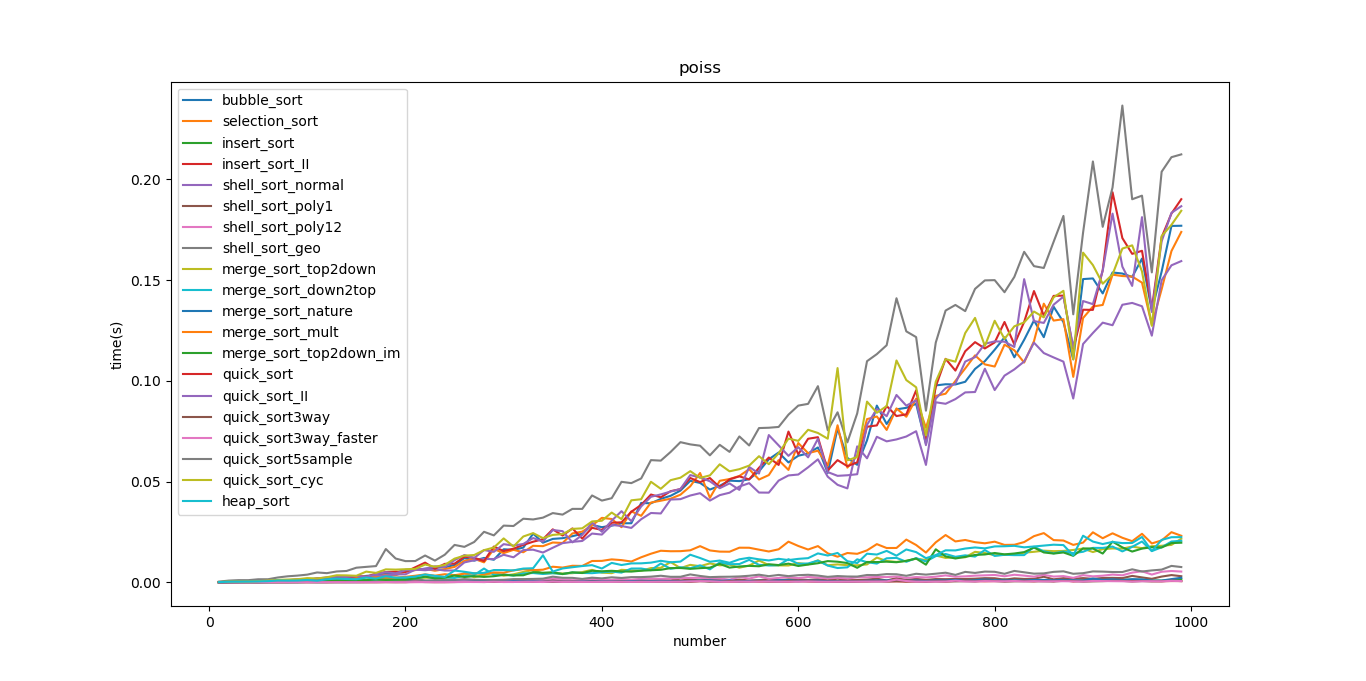 poiss
time(s)
0.20
0.15
0.10
0.05
0.00
bubble_sort
selection_sort
insert_sort
insert_sort_II
shell_sort_normal
shell_sort_poly1
shell_sort_poly12
shell_sort_geo
merge_sort_top2down
merge_sort_down2top
merge_sort_nature
merge_sort_mult
merge_sort_top2down_im
quick_sort
quick_sort_II
quick_sort3way
quick_sort3way_faster
quick_sort5sample
quick_sort_cyc
heap_sort
0 200 400 600 800 1000
number